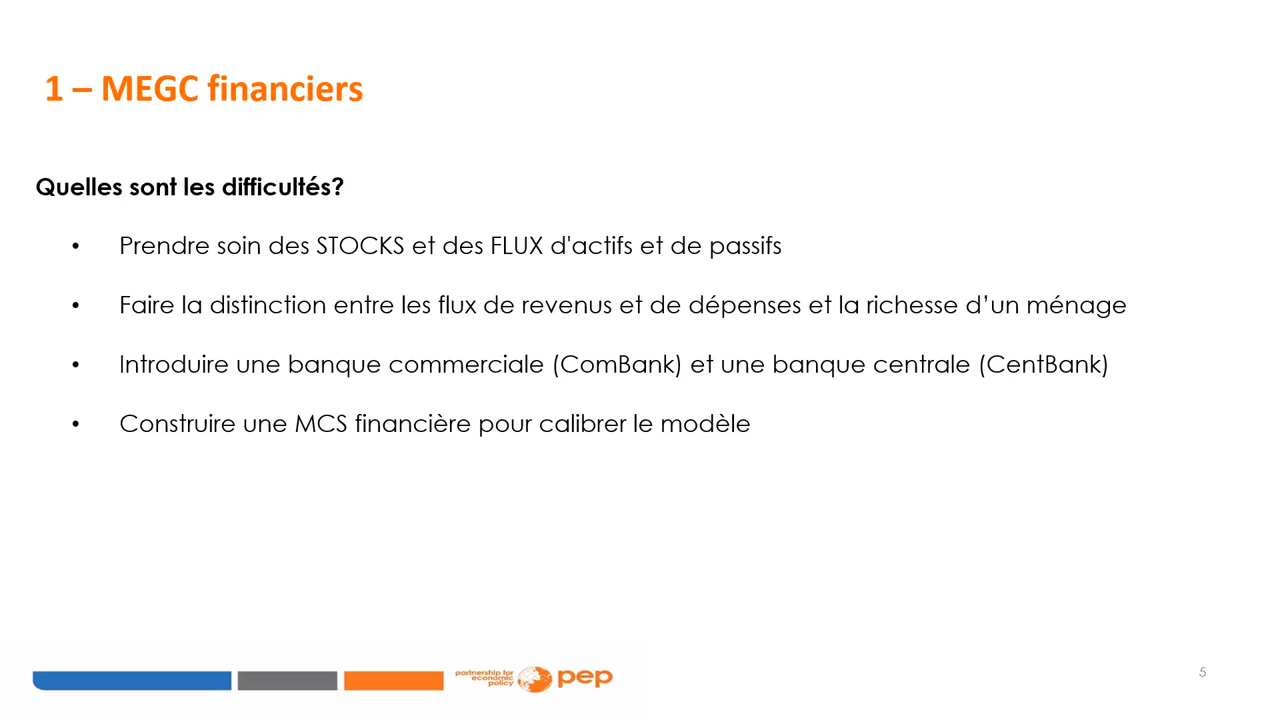 1 – MEGC financiers
Quelles sont les difficultés?
• Prendre soin des STOCKS et des FLUX d'actifs et de passifs
• Faire la distinction entre les flux de revenus et de dépenses et la richesse d’un ménage
• Introduire une banque commerciale (ComBank) et une banque centrale (CentBank)
• Construire une MCS financière pour calibrer le modèle
partnership for
economic
policy
pep
5